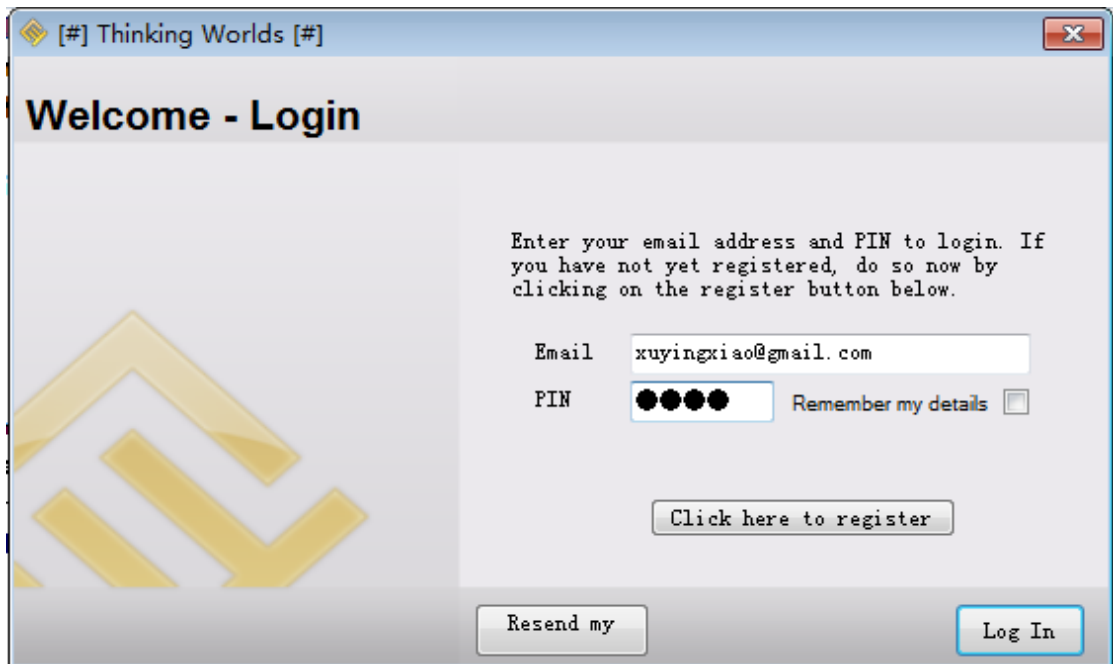 [#] Thinking Worlds [#]
Welcome - Login
Enter your email address and PIN to login. If
you have not yet registered, do so now by
clicking on the register button below.
Email xuyingxiao@gmail.com
PIN ●●●● Remember my details
Click here to register
Resend my
Log In